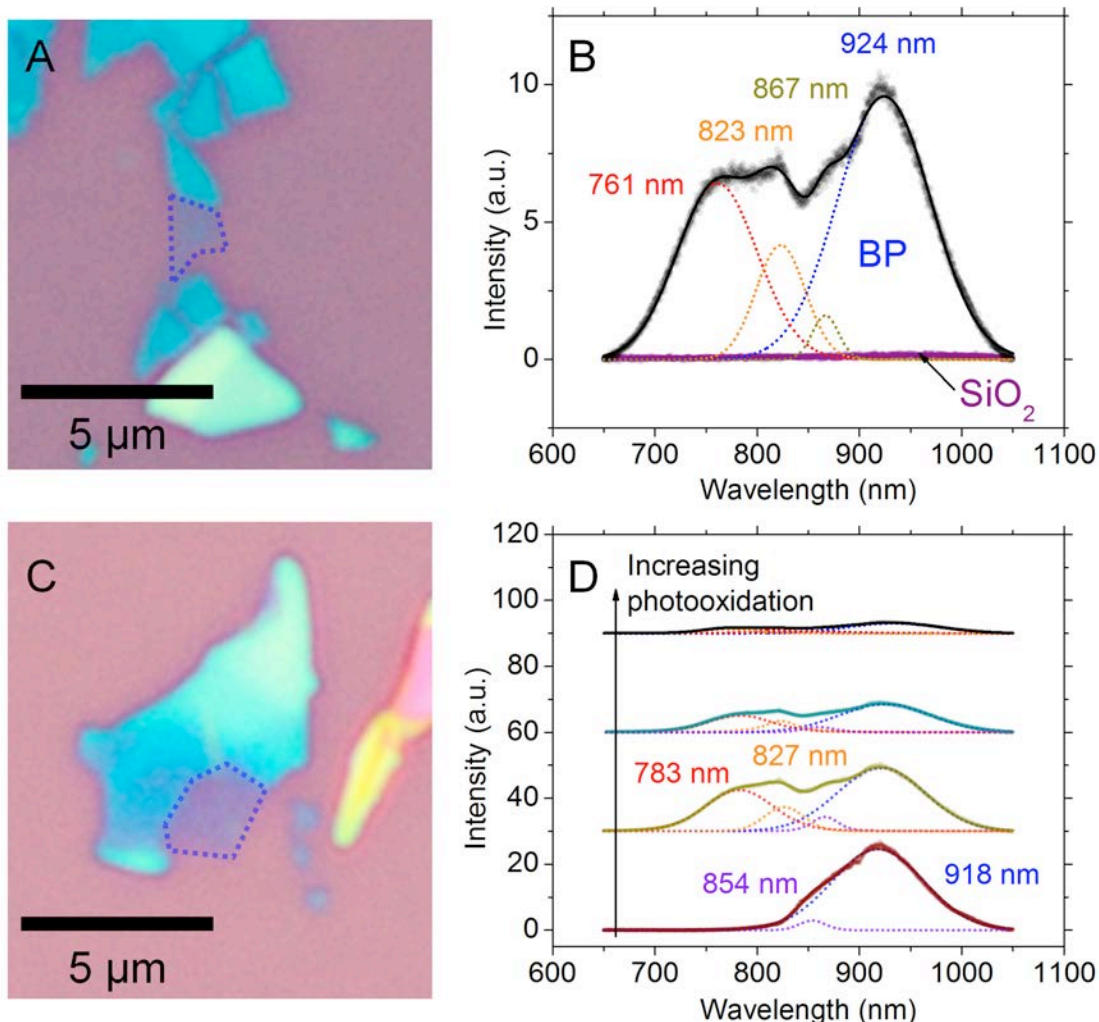 A
5 µm
B
924 nm
867 nm
823 nm
761 nm
BP
SiO2
10
5
0
Intensity (a.u.)
600 700 800 900 1000 1100
Wavelength (nm)
C
5 µm
D
Increasing
photooxidation
783 nm
827 nm
854 nm
918 nm
120
100
80
60
40
20
0
Intensity (a.u.)
600 700 800 900 1000 1100
Wavelength (nm)